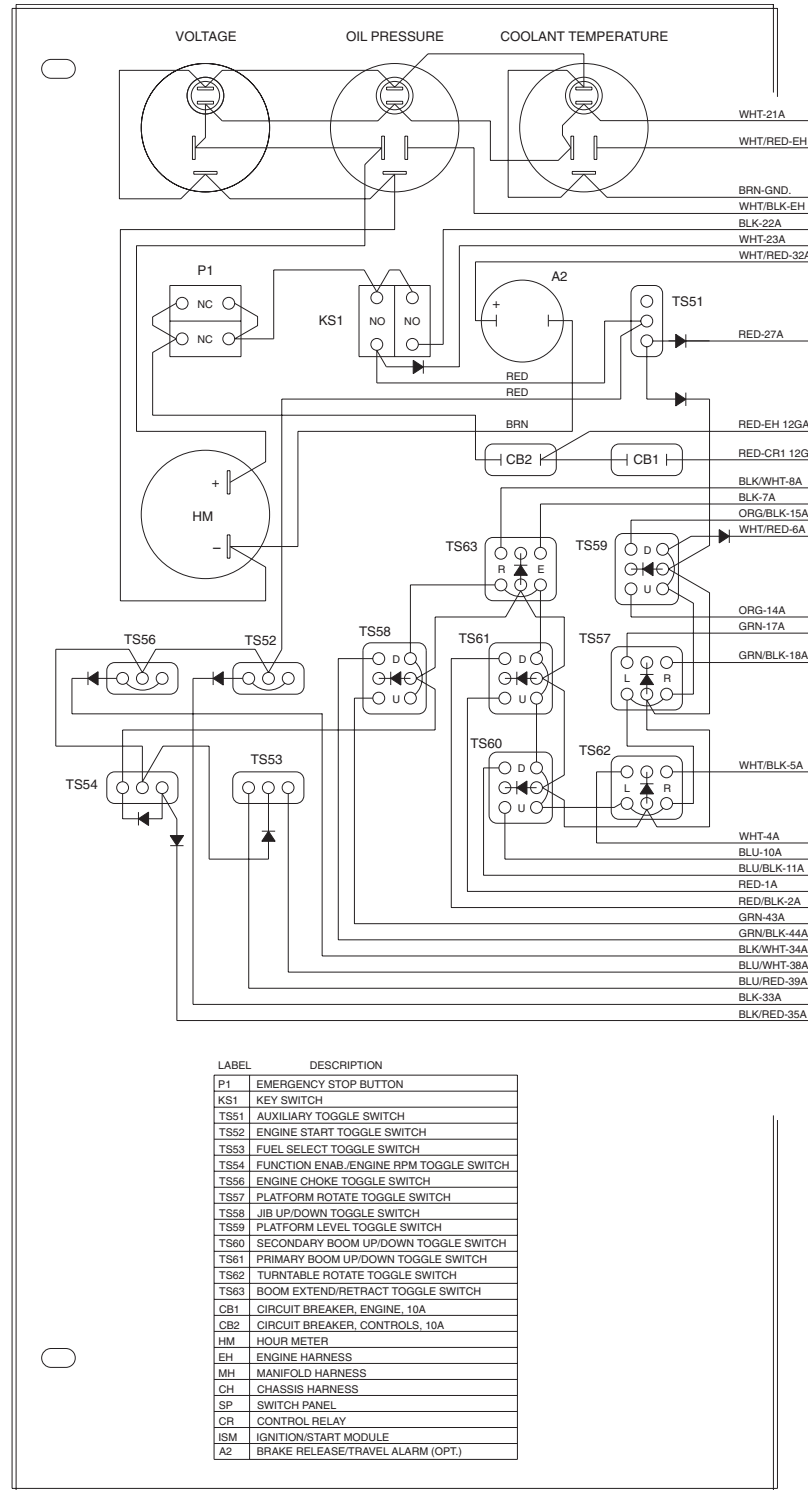 VOLTAGE OIL PRESSURE COOLANT TEMPERATURE
WHT-21A
WHT/RED-EH
BRN-GND.
WHT/BLK-EH
BLK-22A
WHT-23A
WHT/RED-32A
P1
A2
NC
NC
KS1
NO NO
+
TS51
RED-27A
RED
RED
BRN
RED-EH 12GA
CB2
CB1
RED-CR1 12G
BLK/WHT-8A
BLK-7A
ORG/BLK-15A
WHT/RED-6A
+
HM
–
TS63
R E
TS59
D
U
ORG-14A
GRN-17A
TS56
TS52
TS58
D
U
TS61
D
U
TS57
L R
GRN/BLK-18A
TS54
TS53
TS60
D
U
TS62
L R
WHT/BLK-5A
WHT-4A
BLU-10A
BLU/BLK-11A
RED-1A
RED/BLK-2A
GRN-43A
GRN/BLK-44A
BLK/WHT-34A
BLU/WHT-38A
BLU/RED-39A
BLK-33A
BLK/RED-35A
LABEL DESCRIPTION
P1 EMERGENCY STOP BUTTON
KS1 KEY SWITCH
TS51 AUXILIARY TOGGLE SWITCH
TS52 ENGINE START TOGGLE SWITCH
TS53 FUEL SELECT TOGGLE SWITCH
TS54 FUNCTION ENAB./ENGINE RPM TOGGLE SWITCH
TS56 ENGINE CHOKE TOGGLE SWITCH
TS57 PLATFORM ROTATE TOGGLE SWITCH
TS58 JIB UP/DOWN TOGGLE SWITCH
TS59 PLATFORM LEVEL TOGGLE SWITCH
TS60 SECONDARY BOOM UP/DOWN TOGGLE SWITCH
TS61 PRIMARY BOOM UP/DOWN TOGGLE SWITCH
TS62 TURNTABLE ROTATE TOGGLE SWITCH
TS63 BOOM EXTEND/RETRACT TOGGLE SWITCH
CB1 CIRCUIT BREAKER, ENGINE, 10A
CB2 CIRCUIT BREAKER, CONTROLS, 10A
HM HOUR METER
EH ENGINE HARNESS
MH MANIFOLD HARNESS
CH CHASSIS HARNESS
SP SWITCH PANEL
CR CONTROL RELAY
ISM IGNITION/START MODULE
A2 BRAKE RELEASE/TRAVEL ALARM (OPT.)